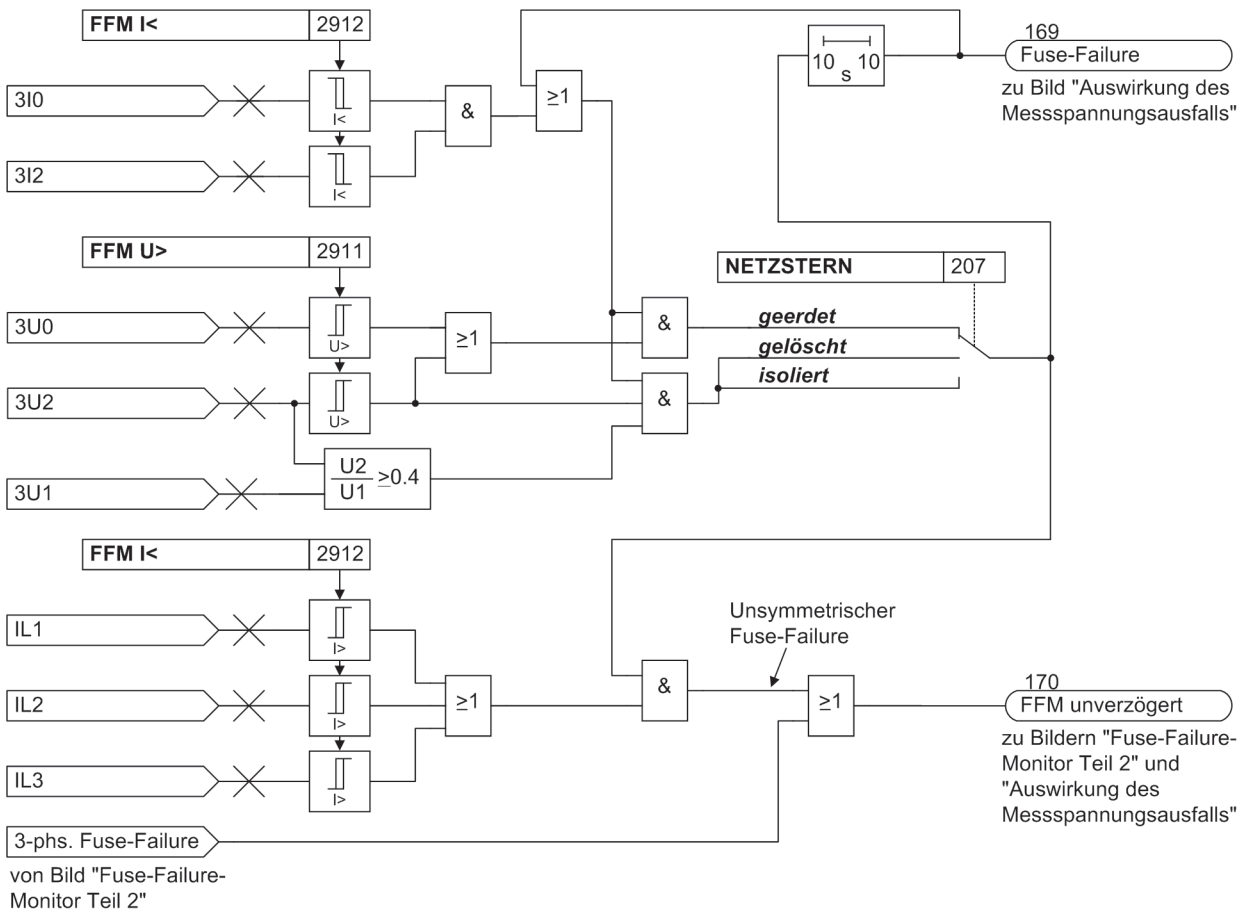 FFM I< 2912
3I0
I<
&
≥1
10 s 10
169
Fuse-Failure
zu Bild "Auswirkung des
Messspannungsausfalls"
3I2
I<
FFM U> 2911
NETZSTERN 207
3U0
U>
≥1
&
geerdet
gelöscht
isoliert
3U2
U>
&
U2
U1
≥0.4
3U1
FFM I< 2912
IL1
I>
Unsymmetrischer
Fuse-Failure
IL2
I>
≥1
&
≥1
170
FFM unverzögert
zu Bildern "Fuse-Failure-
Monitor Teil 2" und
"Auswirkung des
Messspannungsausfalls"
IL3
I>
3-phs. Fuse-Failure
von Bild "Fuse-Failure-
Monitor Teil 2"